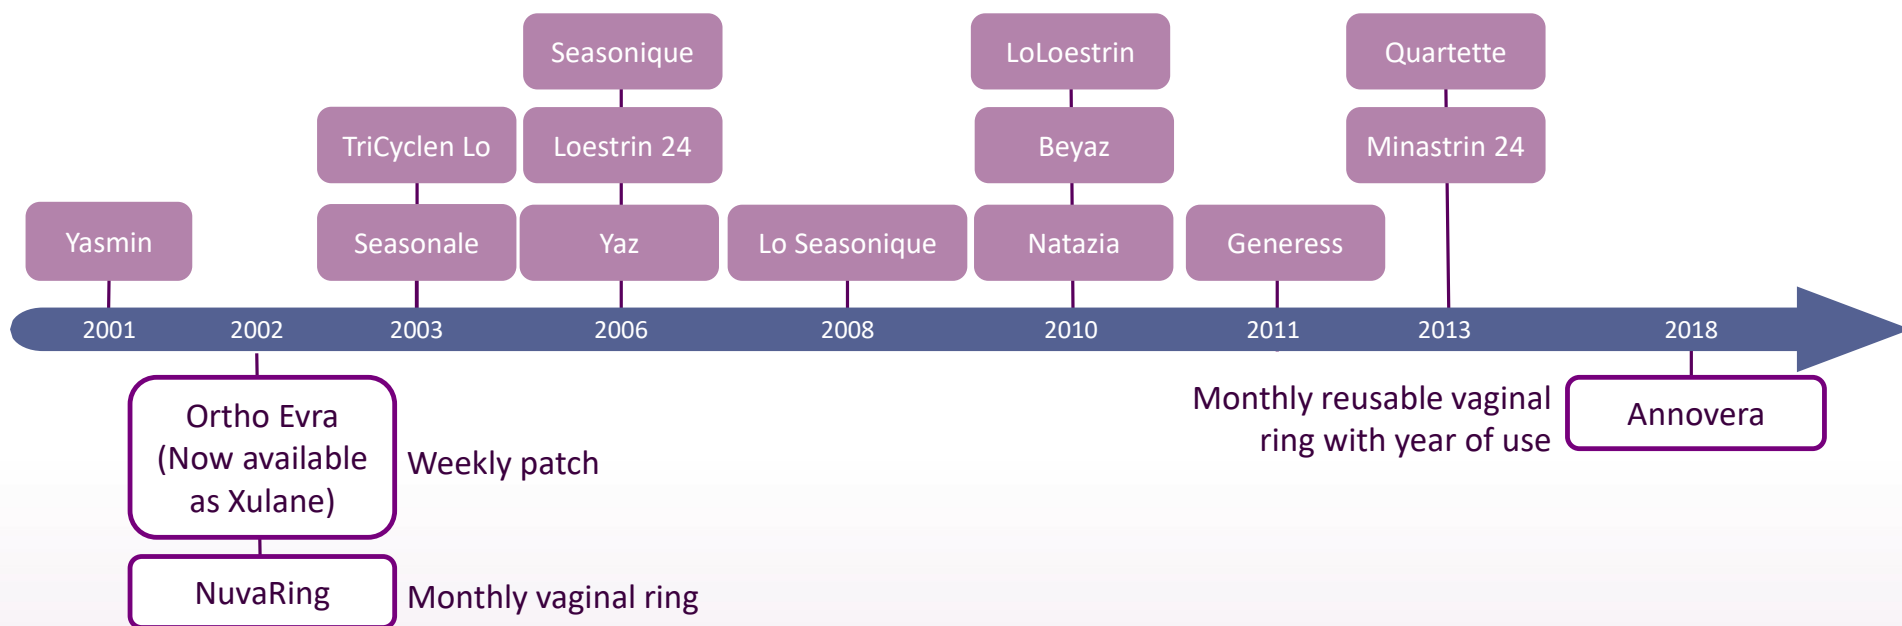 Seasonique
LoLoestrin
Quartette
TriCyclen Lo
Loestrin 24
Beyaz
Minastrin 24
Yasmin
Seasonale
Yaz
Lo Seasonique
Natazia
Generess
2001
2002
2003
2006
2008
2010
2011
2013
2018
Ortho Evra
(Now available
as Xulane)
Weekly patch
Monthly reusable vaginal
ring with year of use
Annovera
NuvaRing
Monthly vaginal ring